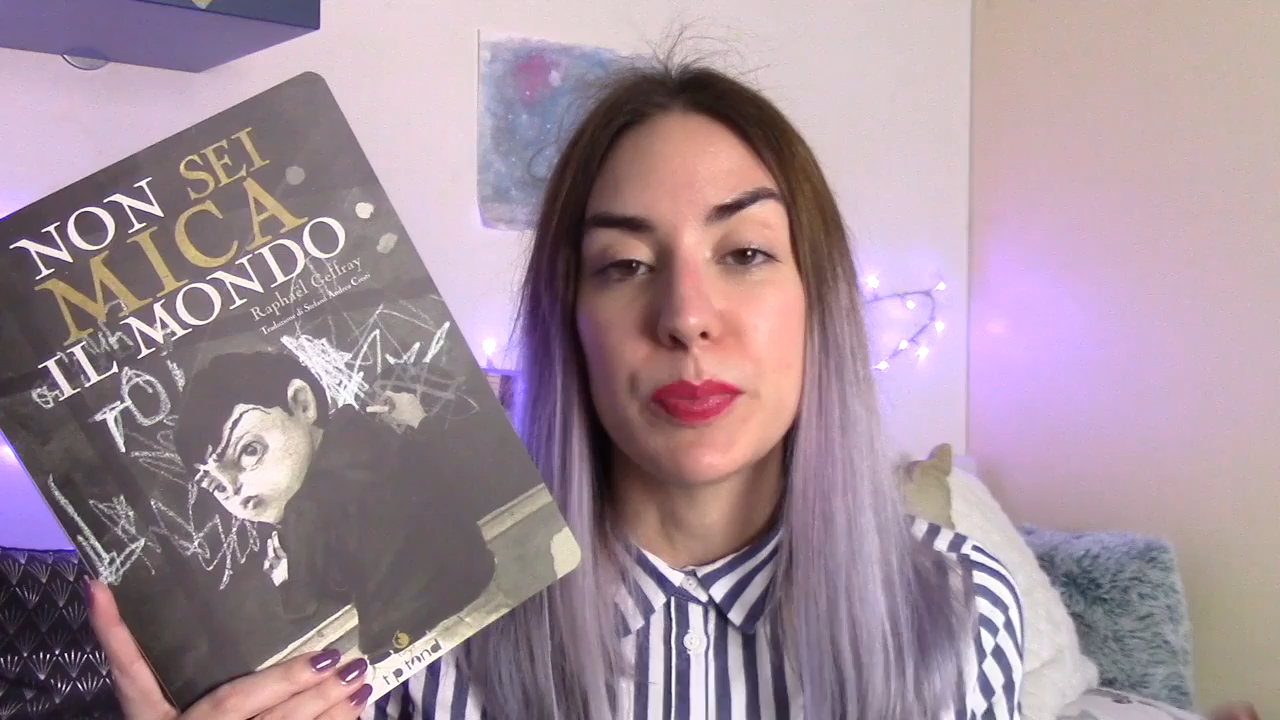 NON SEI
MICA
IL MONDO
Raphaël Geffray
Traduzione di Stefano Andrea Cresti